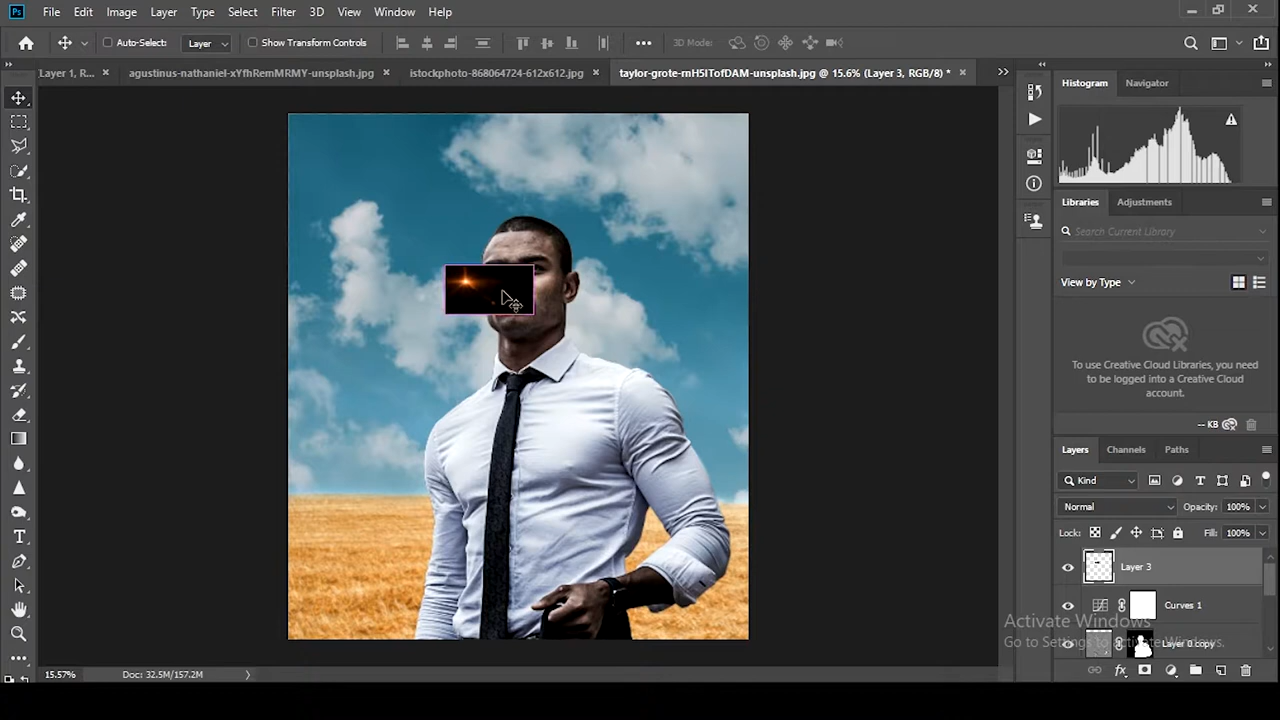 Ps File Edit Image Layer Type Select Filter 3D View Window Help
Auto-Select: Layer Show Transform Controls 3D Mode:
Layer 1, R... × agustinus-nathaniel-xYfhRemMRMY-unsplash.jpg × istockphoto-868064724-612x612.jpg × taylor-grote-mH5ITofDAM-unsplash.jpg @ 15.6% (Layer 3, RGB/8) * ×
Histogram Navigator
Libraries Adjustments
Search Current Library
View by Type
To use Creative Cloud Libraries, you need
to be logged into a Creative Cloud
account.
-- KB
Layers Channels Paths
Kind
Normal Opacity: 100%
Lock: Fill: 100%
Layer 3
Curves 1
Layer 0 copy
Activate Windows
Go to Settings to activate Windows.
15.57% Doc: 32.5M/157.2M